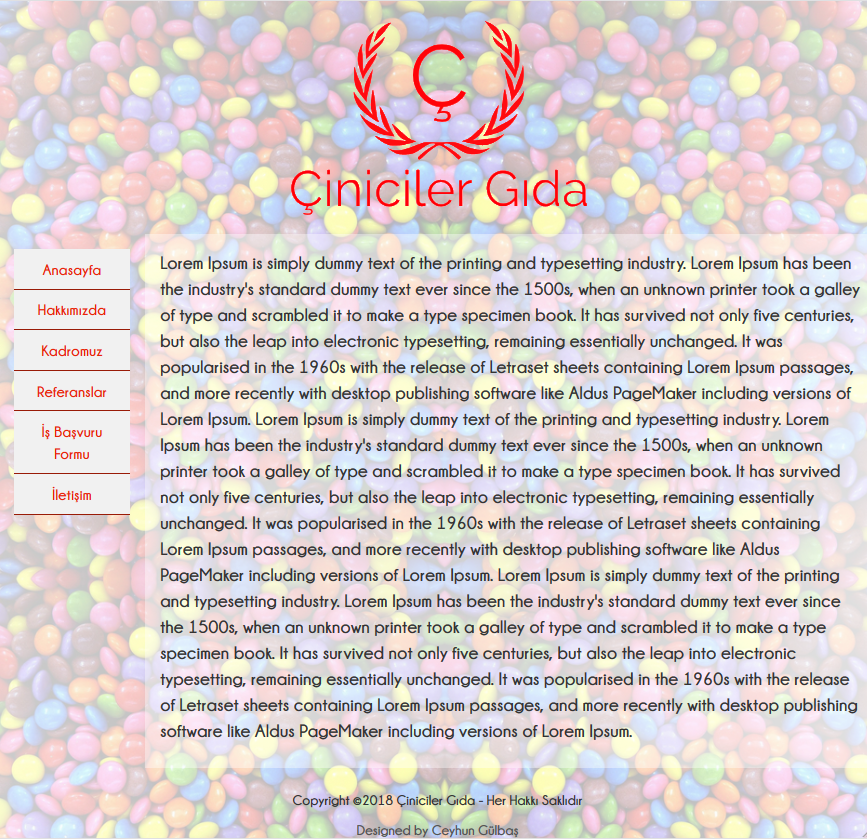 Ç
Çiniciler Gıda
Anasayfa
Hakkımızda
Kadromuz
Referanslar
İş Başvuru
Formu
İletişim
Lorem Ipsum is simply dummy text of the printing and typesetting industry. Lorem Ipsum has been
the industry's standard dummy text ever since the 1500s, when an unknown printer took a galley
of type and scrambled it to make a type specimen book. It has survived not only five centuries,
but also the leap into electronic typesetting, remaining essentially unchanged. It was
popularised in the 1960s with the release of Letraset sheets containing Lorem Ipsum passages,
and more recently with desktop publishing software like Aldus PageMaker including versions of
Lorem Ipsum. Lorem Ipsum is simply dummy text of the printing and typesetting industry. Lorem
Ipsum has been the industry's standard dummy text ever since the 1500s, when an unknown
printer took a galley of type and scrambled it to make a type specimen book. It has survived
not only five centuries, but also the leap into electronic typesetting, remaining essentially
unchanged. It was popularised in the 1960s with the release of Letraset sheets containing
Lorem Ipsum passages, and more recently with desktop publishing software like Aldus
PageMaker including versions of Lorem Ipsum. Lorem Ipsum is simply dummy text of the printing
and typesetting industry. Lorem Ipsum has been the industry's standard dummy text ever since
the 1500s, when an unknown printer took a galley of type and scrambled it to make a type
specimen book. It has survived not only five centuries, but also the leap into electronic
typesetting, remaining essentially unchanged. It was popularised in the 1960s with the release
of Letraset sheets containing Lorem Ipsum passages, and more recently with desktop publishing
software like Aldus PageMaker including versions of Lorem Ipsum.
Copyright ©2018 Çiniciler Gıda - Her Hakkı Saklıdır
Designed by Ceyhun Gülbaş